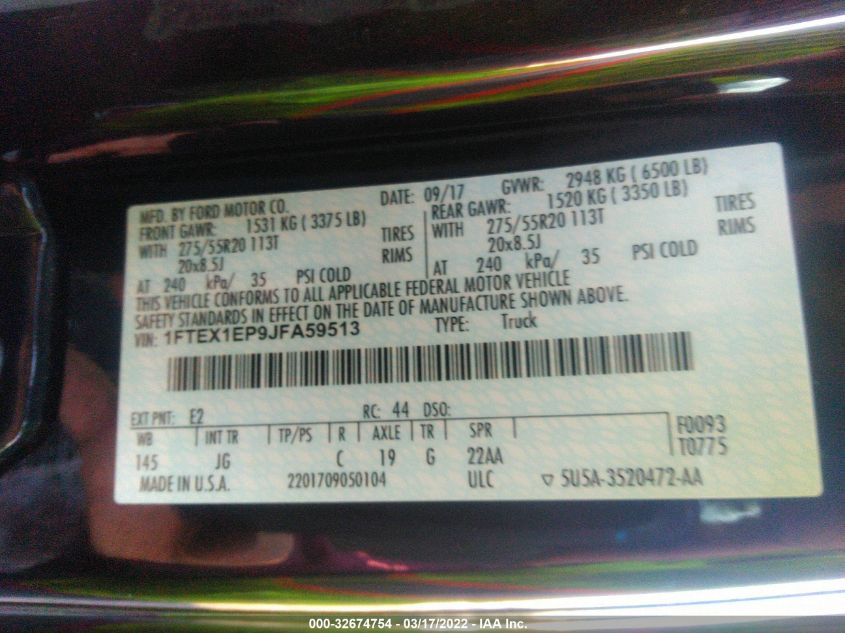 MFD. BY FORD MOTOR CO. DATE: 09/17 GVWR: 2948 KG ( 6500 LB)
FRONT GAWR: 1531 KG ( 3375 LB) REAR GAWR: 1520 KG ( 3350 LB)
WITH 275/55R20 113T TIRES WITH 275/55R20 113T TIRES
20x8.5J RIMS 20x8.5J RIMS
AT 240 kPa/ 35 PSI COLD AT 240 kPa/ 35 PSI COLD
THIS VEHICLE CONFORMS TO ALL APPLICABLE FEDERAL MOTOR VEHICLE
SAFETY STANDARDS IN EFFECT ON THE DATE OF MANUFACTURE SHOWN ABOVE.
VIN: 1FTEX1EP9JFA59513 TYPE: Truck
EXT PNT: E2 RC: 44 DSO: F0093
WB INT TR TP/PS R AXLE TR SPR T0775
145 JG C 19 G 22AA
MADE IN U.S.A. 2201709050104 ULC ▽ 5U5A-3520472-AA
000-32674754 - 03/17/2022 - IAA Inc.